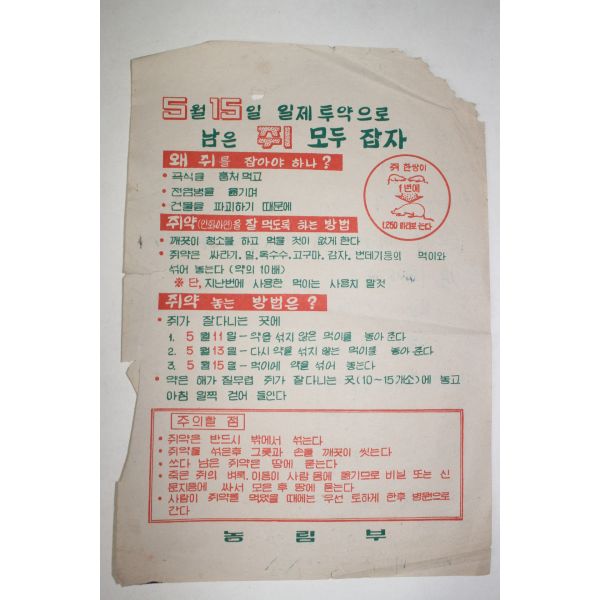 5월 15일 일제 투약으로
남은 쥐 모두 잡자
왜 쥐를 잡아야 하나?
• 곡식을 훔쳐먹고
• 전염병을 옮기며
• 건물을 파괴하기 때문에
쥐 한쌍이
1년에
1,250 마리로 는다
쥐약(인화아연)을 잘 먹도록 하는 방법
• 깨끗이 청소를 하고 먹을 것이 없게 한다
• 쥐약은 싸라기, 밀, 옥수수, 고구마, 감자, 번데기등의 먹이와
섞어 놓는다 (약의 10배)
※ 단, 지난번에 사용한 먹이는 사용치 말것
쥐약 놓는 방법은?
• 쥐가 잘다니는 곳에
1. 5월 11일 - 약을 섞지 않은 먹이를 놓아 준다
2. 5월 13일 - 다시 약을 섞지 않는 먹이를 놓아 준다
3. 5월 15일 - 먹이에 약을 섞어 놓는다
• 약은 해가 질무렵 쥐가 잘다니는 곳(10~15개소)에 놓고
아침 일찍 걷어 들인다
주의할 점
• 쥐약은 반드시 밖에서 섞는다
• 쥐약을 섞은후 그릇과 손을 깨끗이 씻는다
• 쓰다 남은 쥐약은 땅에 묻는다
• 죽은 쥐의 벼룩, 이등이 사람 몸에 옮기므로 비닐 또는 신
문지등에 싸서 모은 후 땅에 묻는다
• 사람이 쥐약을 먹었을 때에는 우선 토하게 한후 병원으로
간다
농림부